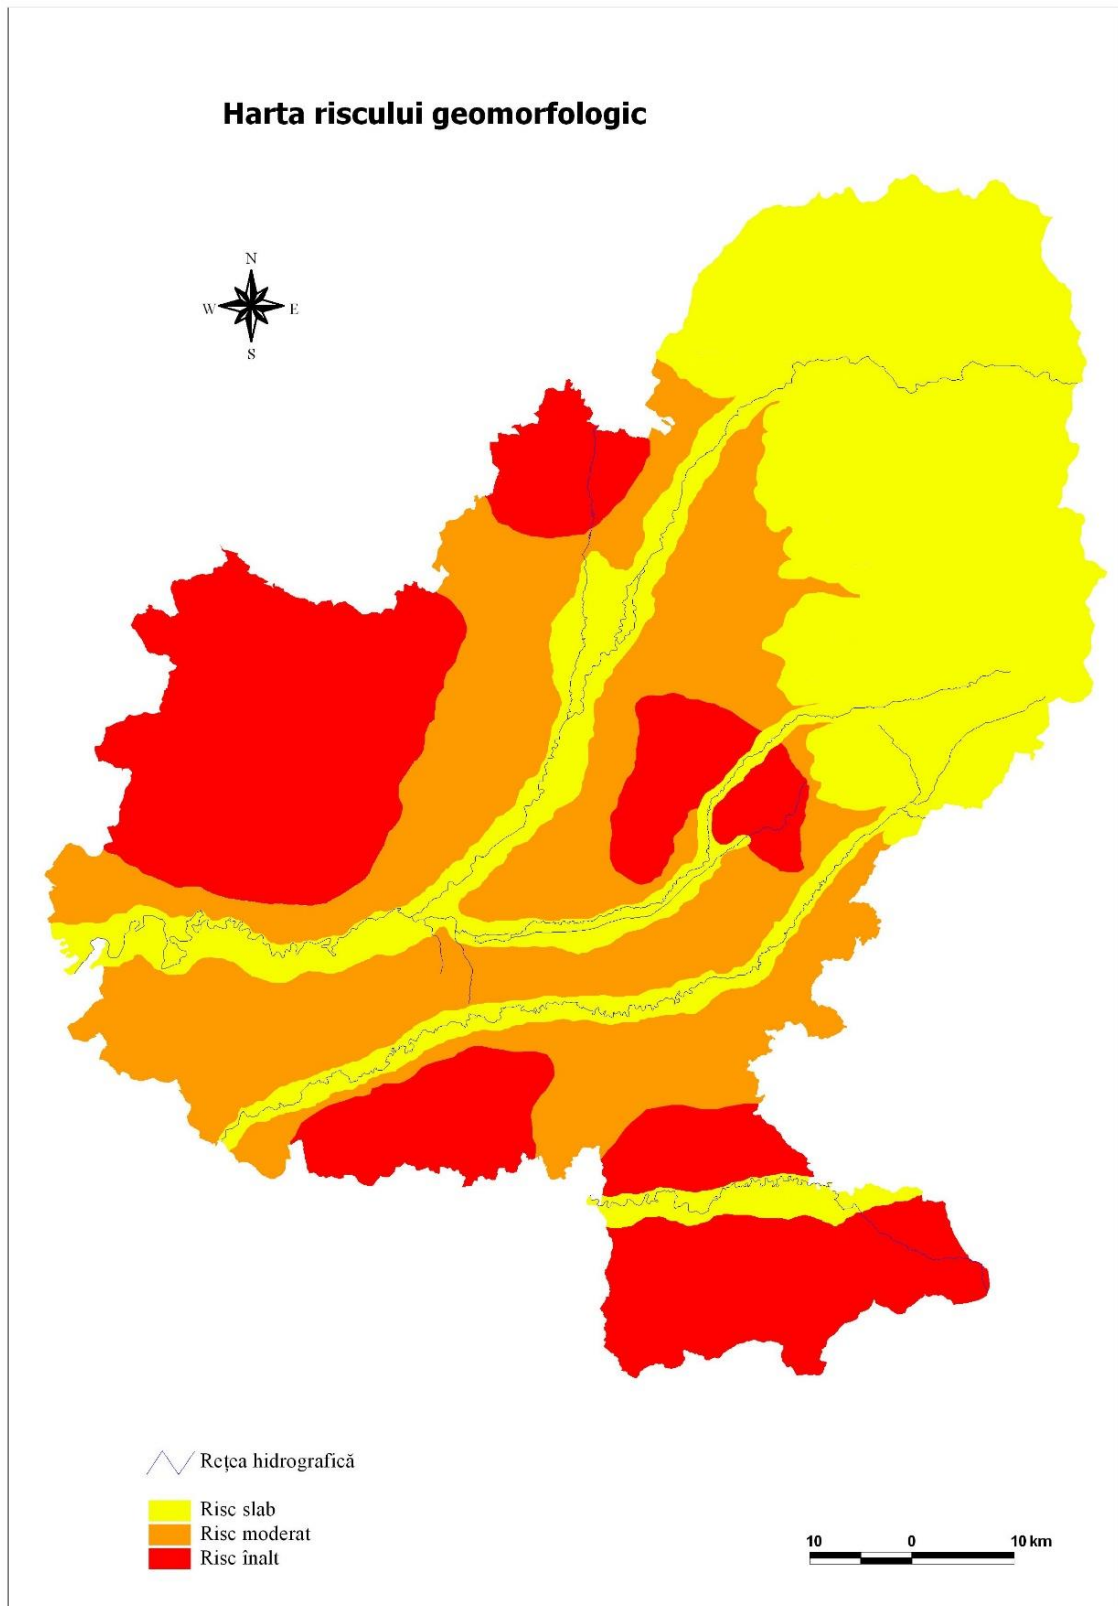 Harta riscului geomorfologic
N
W E
S
Rețea hidrografică
Risc slab
Risc moderat
Risc înalt
10 0 10 km